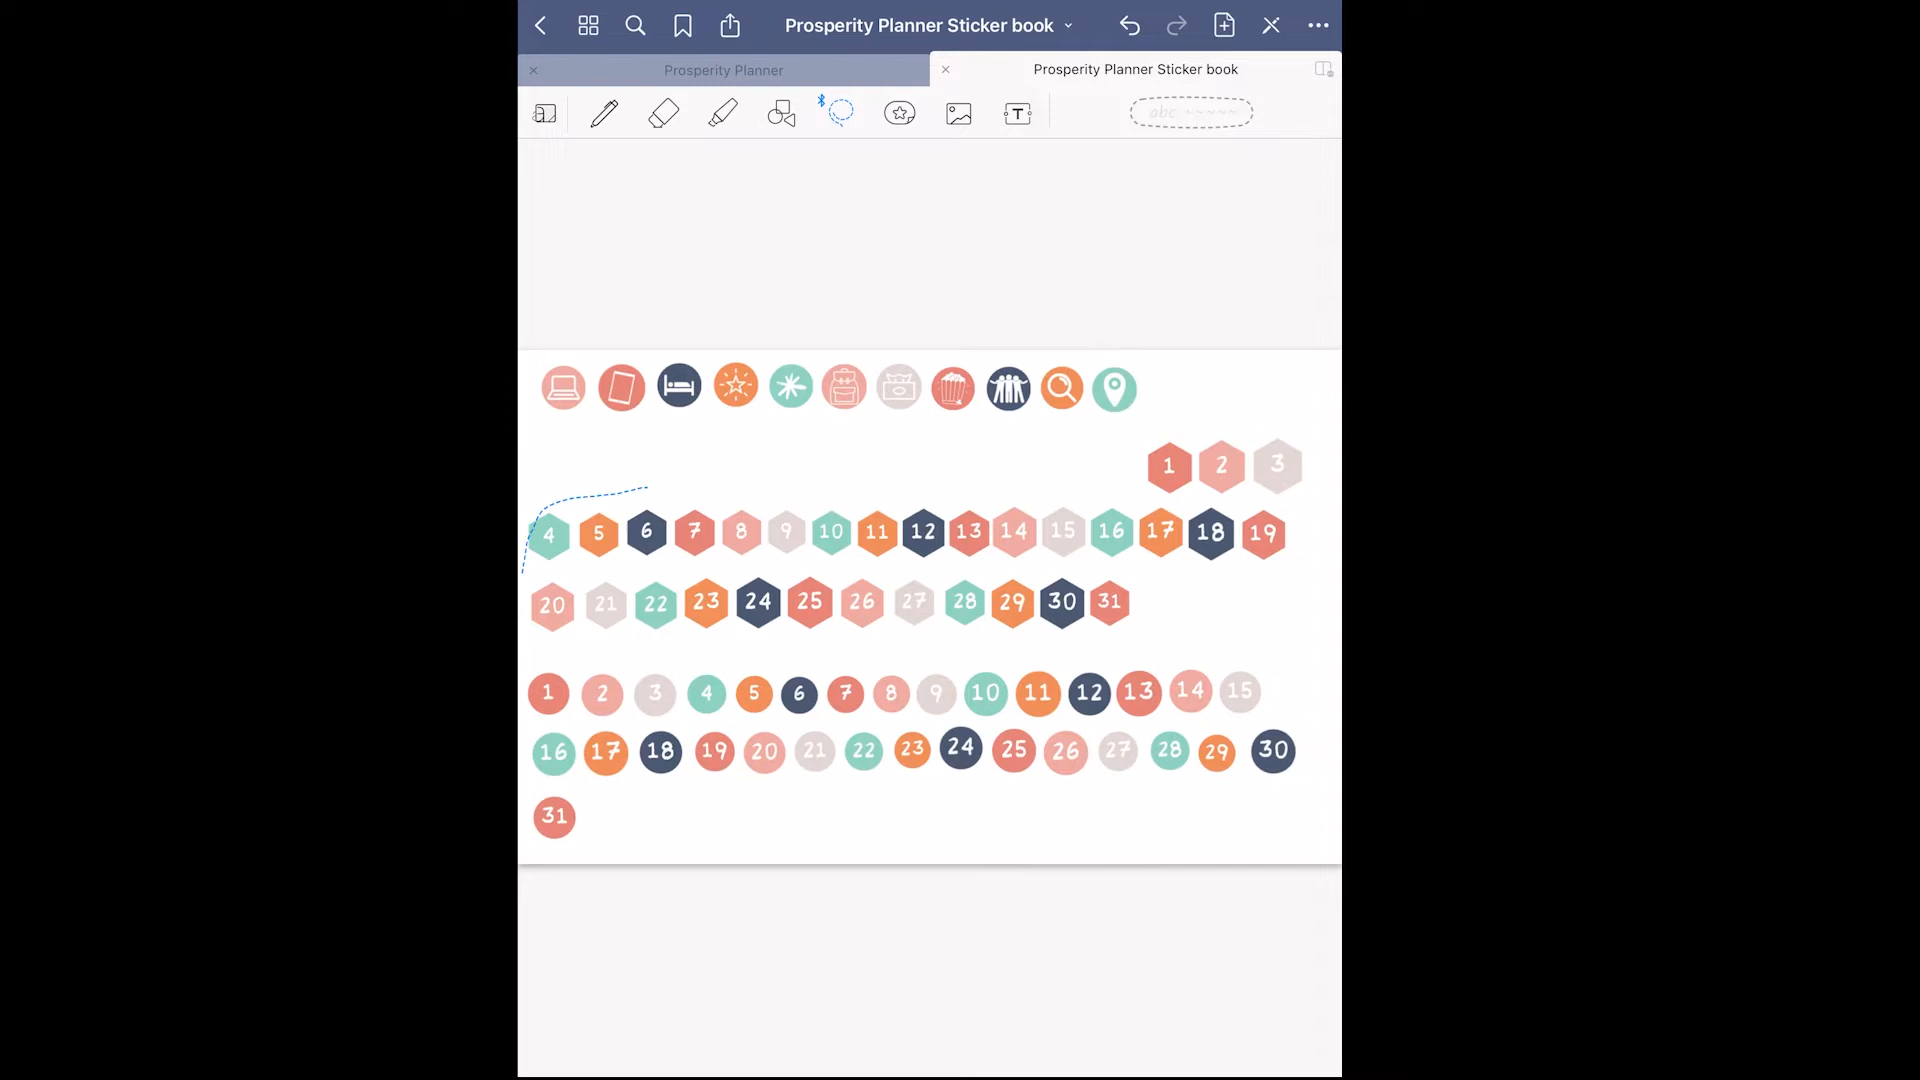 Prosperity Planner Sticker book
Prosperity Planner
Prosperity Planner Sticker book
T
abc
1 2 3
4 5 6 7 8 9 10 11 12 13 14 15 16 17 18 19
20 21 22 23 24 25 26 27 28 29 30 31
1 2 3 4 5 6 7 8 9 10 11 12 13 14 15
16 17 18 19 20 21 22 23 24 25 26 27 28 29 30
31